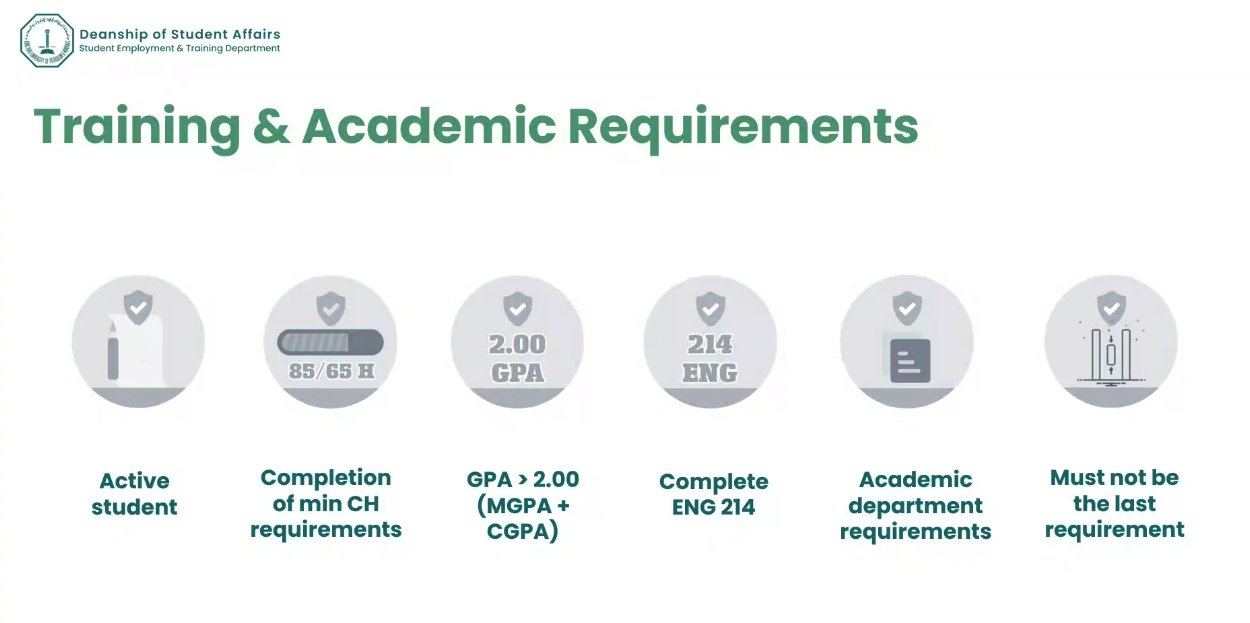 Deanship of Student Affairs
Student Employment & Training Department
Training & Academic Requirements
85/65 H
2.00
GPA
214
ENG
Active
student
Completion
of min CH
requirements
GPA > 2.00
(MGPA +
CGPA)
Complete
ENG 214
Academic
department
requirements
Must not be
the last
requirement